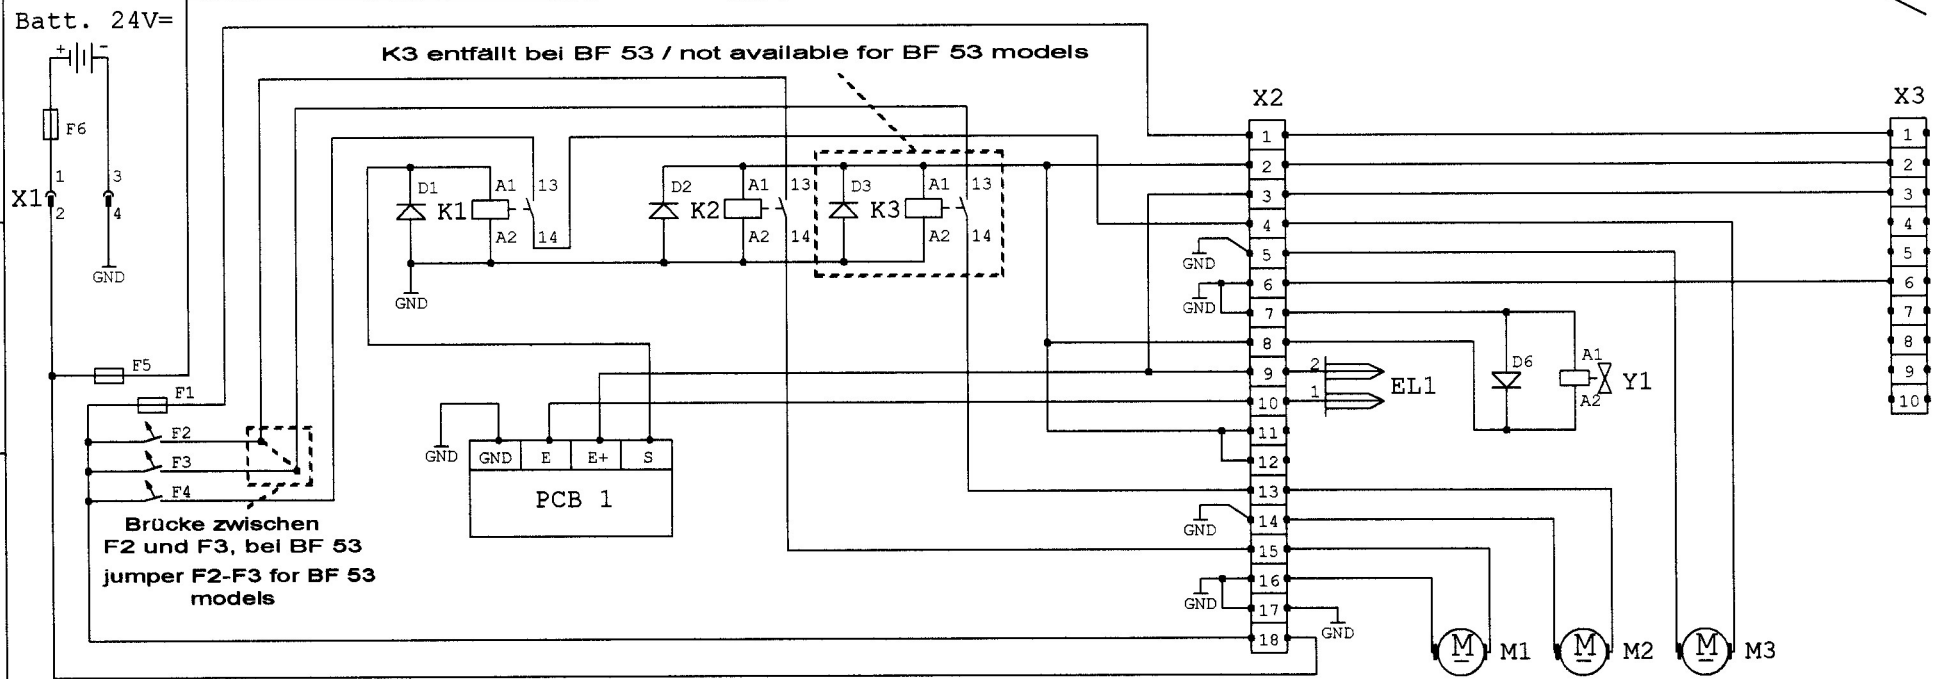 Batt. 24V=
+ -
K3 entfällt bei BF 53 / not available for BF 53 models
F6
1 3
X1
2 4
GND
X2
X3
1
2
3
4
5
6
7
8
9
10
11
12
13
14
15
16
17
18
1
2
3
4
5
6
7
8
9
10
D1 K1 A1 13
A2 14
D2 K2 A1 13
A2 14
D3 K3 A1 13
A2 14
GND
GND
GND
F5
F1
F2
F3
F4
Brücke zwischen
F2 und F3, bei BF 53
jumper F2-F3 for BF 53
models
GND
GND E E+ S
PCB 1
2
1
EL1
D6
A1
A2
Y1
GND
GND
GND
M M1
M M2
M M3